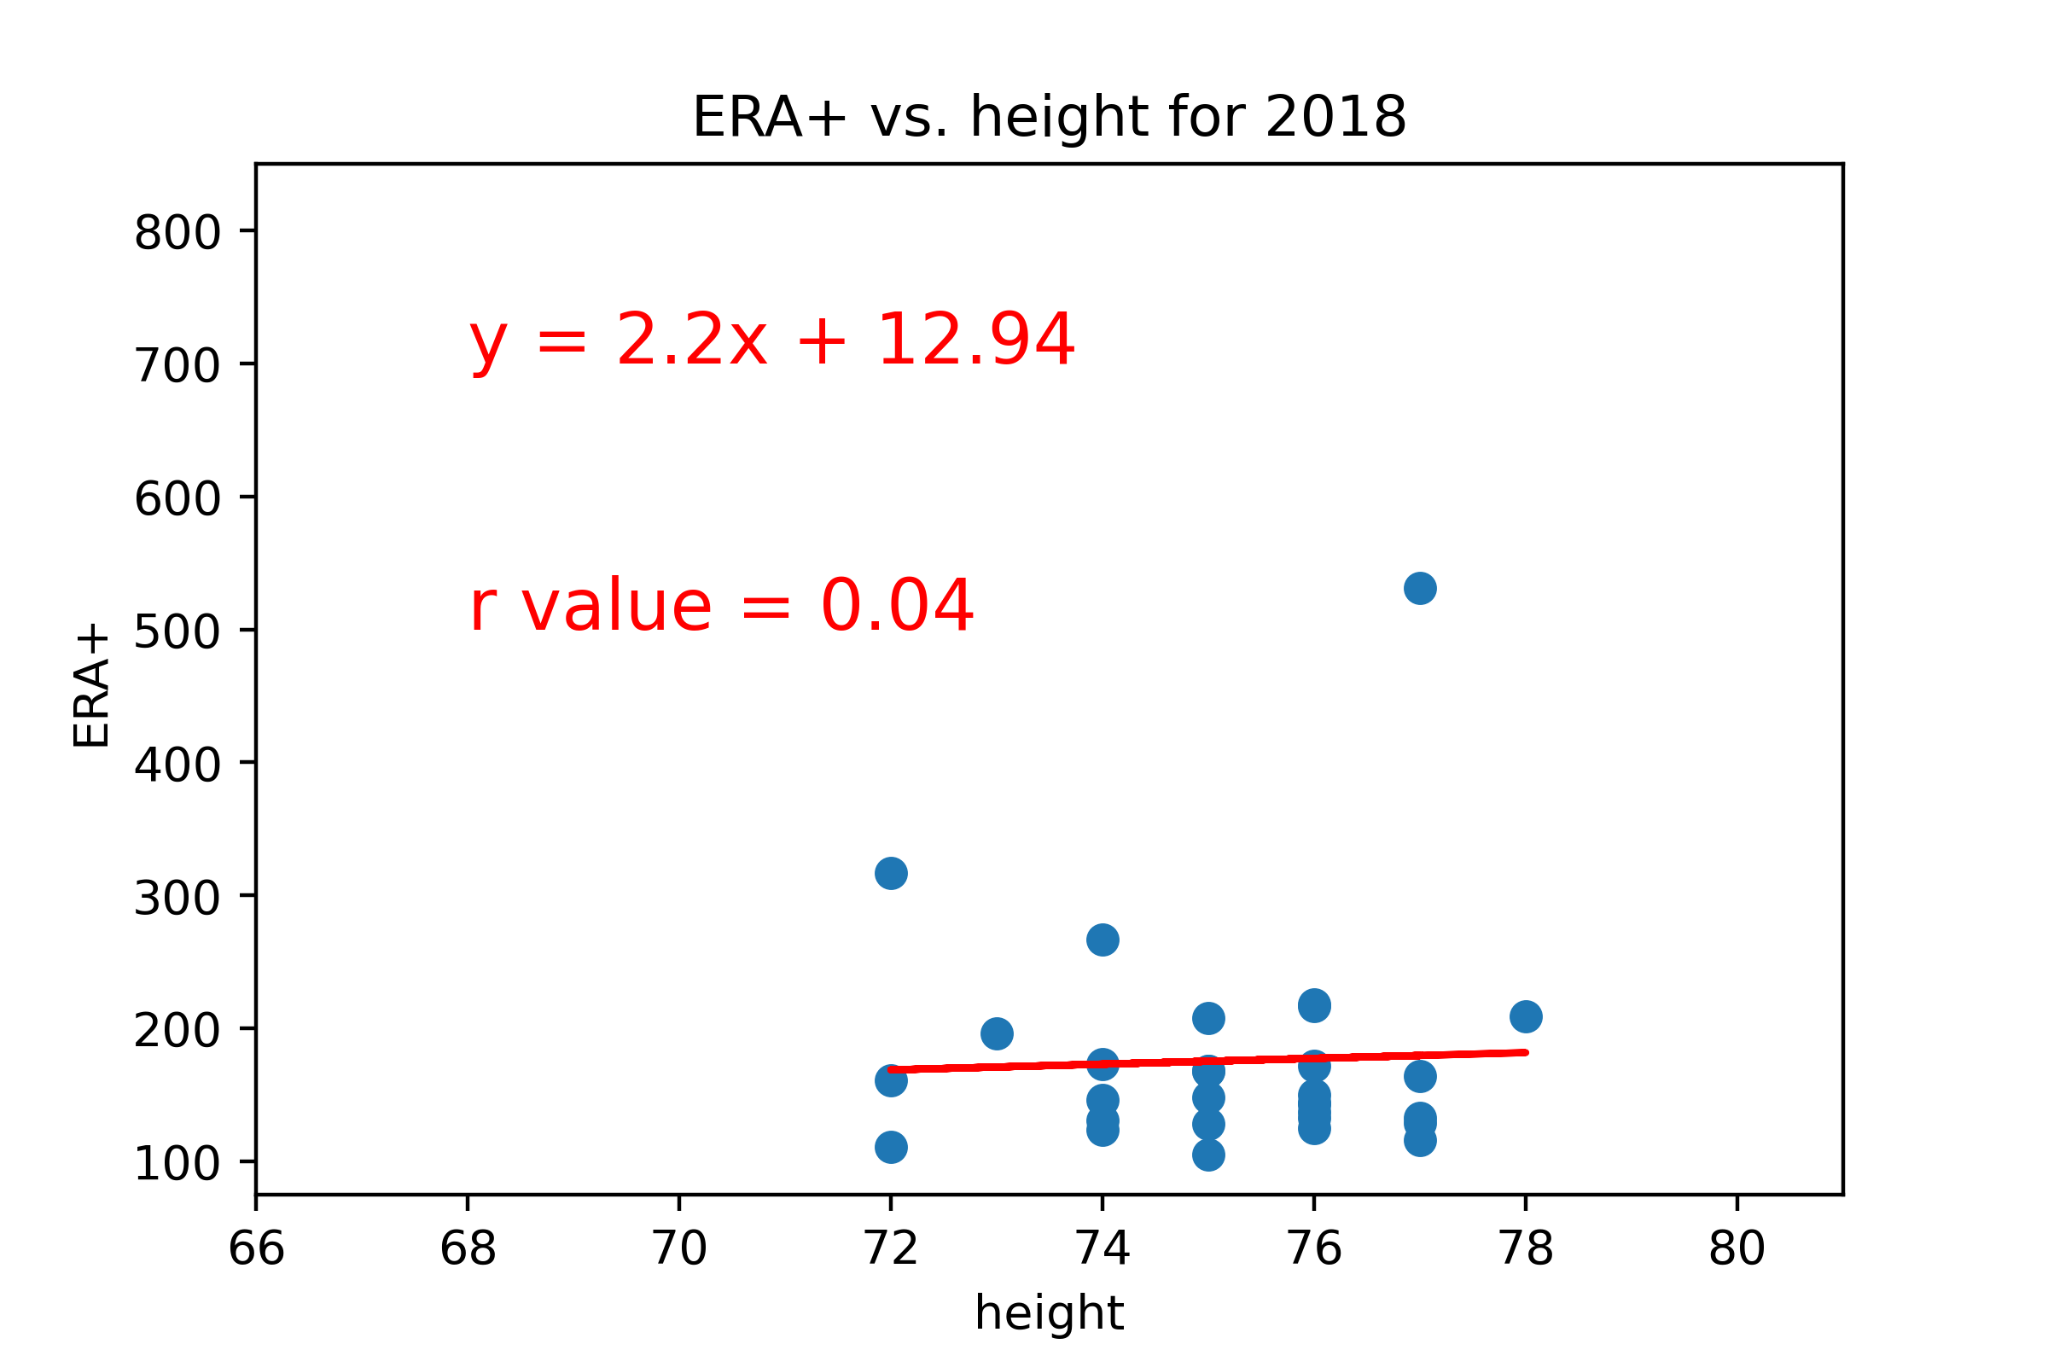 ERA+ vs. height for 2018
800
y = 2.2x + 12.94
700
600
r value = 0.04
500
ERA+
400
300
200
100
66 68 70 72 74 76 78 80
height